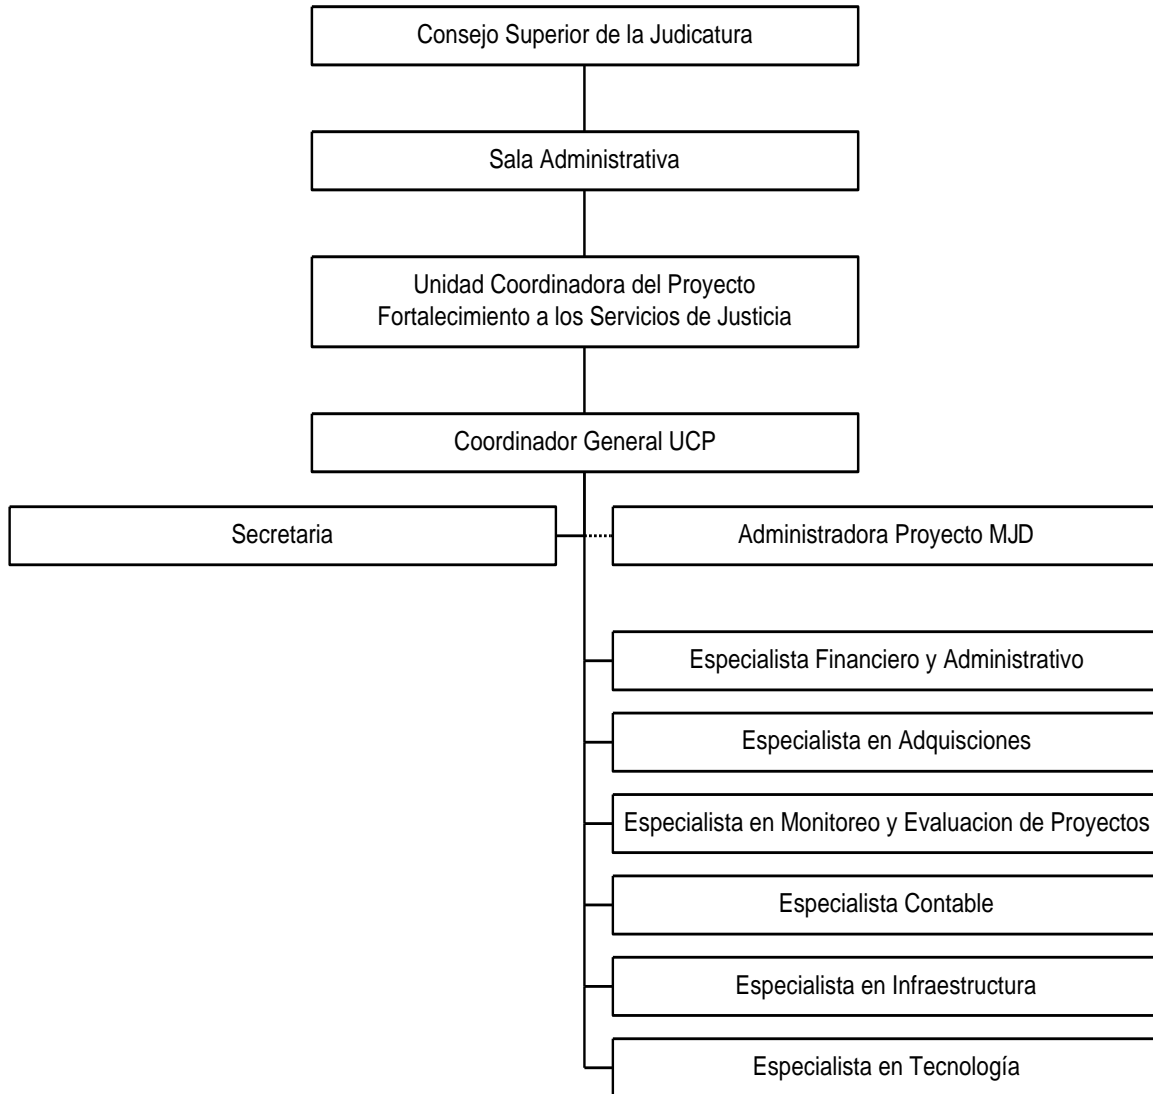 Consejo Superior de la Judicatura
Sala Administrativa
Unidad Coordinadora del Proyecto
Fortalecimiento a los Servicios de Justicia
Coordinador General UCP
Secretaria
Administradora Proyecto MJD
Especialista Financiero y Administrativo
Especialista en Adquisciones
Especialista en Monitoreo y Evaluacion de Proyectos
Especialista Contable
Especialista en Infraestructura
Especialista en Tecnología